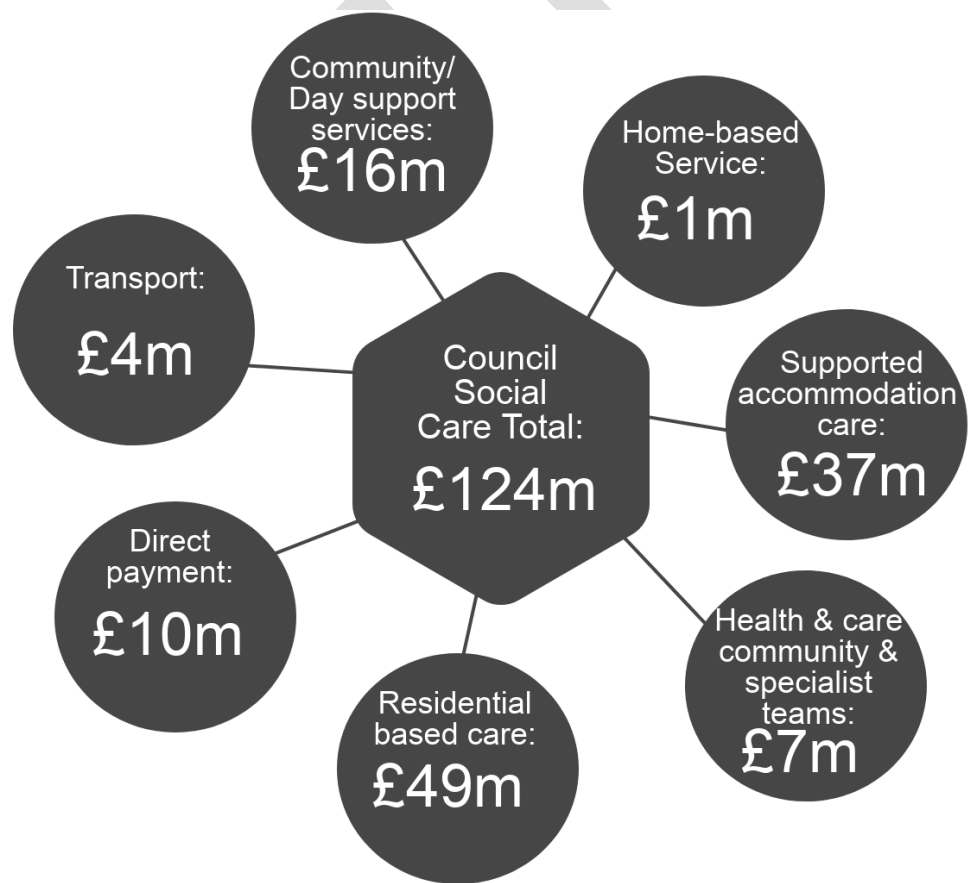 Community/
Day support
services:
£16m
Home-based
Service:
£1m
Transport:
£4m
Council
Social
Care Total:
£124m
Supported
accommodation
care:
£37m
Direct
payment:
£10m
Health & care
community &
specialist
teams:
£7m
Residential
based care:
£49m